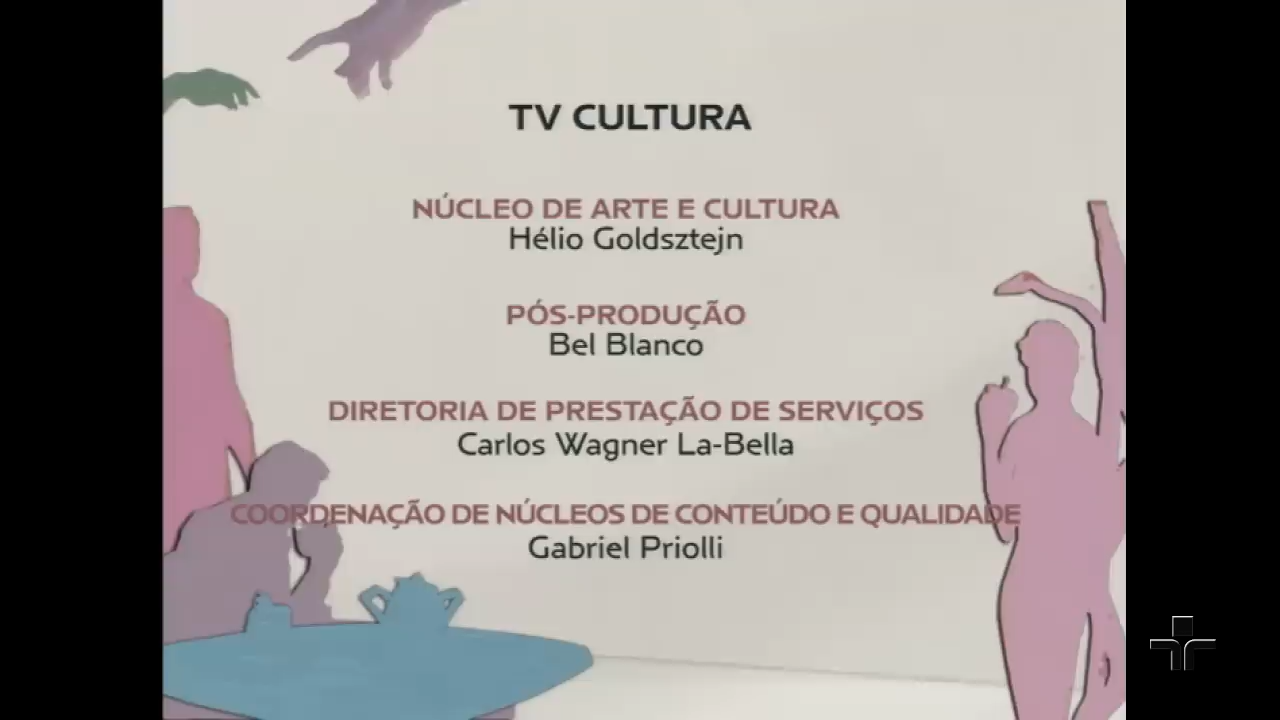 TV CULTURA
NÚCLEO DE ARTE E CULTURA
Hélio Goldsztejn
PÓS-PRODUÇÃO
Bel Blanco
DIRETORIA DE PRESTAÇÃO DE SERVIÇOS
Carlos Wagner La-Bella
COORDENAÇÃO DE NÚCLEOS DE CONTEÚDO E QUALIDADE
Gabriel Priolli